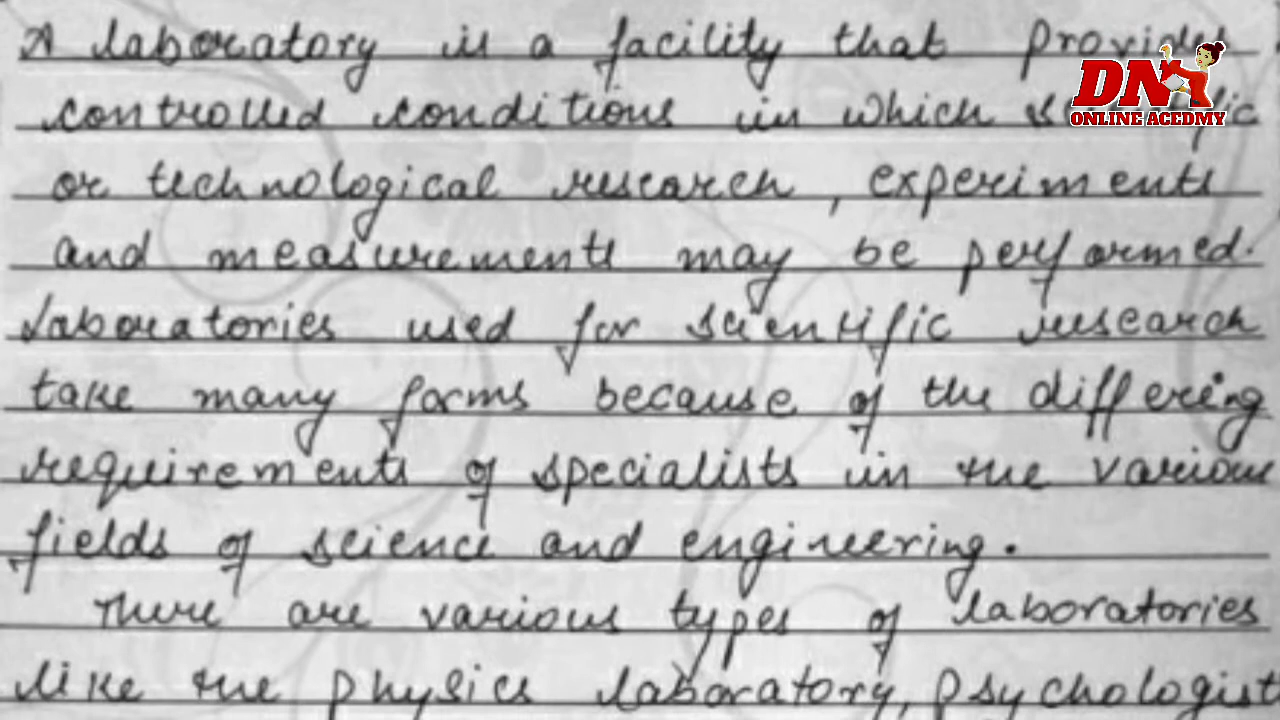 A laboratory is a facility that provides
DN
ONLINE ACEDMY
controlled conditions in which
or technological research, experiments
and measurements may be performed.
laboratories used for scientific research
take many forms because of the differing
requirements of specialists in the various
fields of science and engineering.
There are various types of laboratories
like the physics laboratory, psychologist